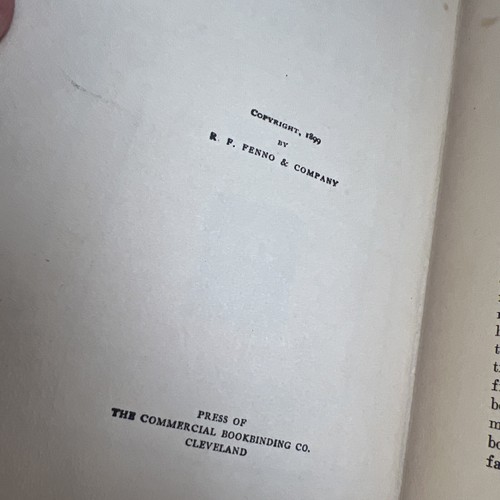 COPYRIGHT, 1899
BY
R. F. FENNO & COMPANY
PRESS OF
THE COMMERCIAL BOOKBINDING CO.
CLEVELAND